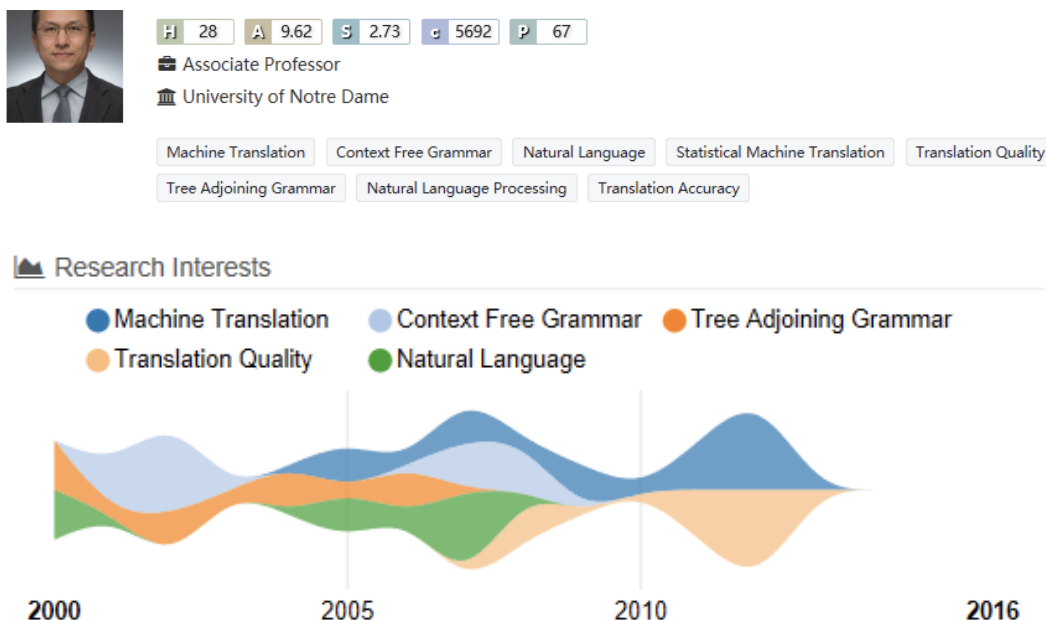 H 28 A 9.62 S 2.73 c 5692 P 67
Associate Professor
University of Notre Dame
Machine Translation Context Free Grammar Natural Language Statistical Machine Translation Translation Quality
Tree Adjoining Grammar Natural Language Processing Translation Accuracy
Research Interests
Machine Translation Context Free Grammar Tree Adjoining Grammar
Translation Quality Natural Language
2000 2005 2010 2016